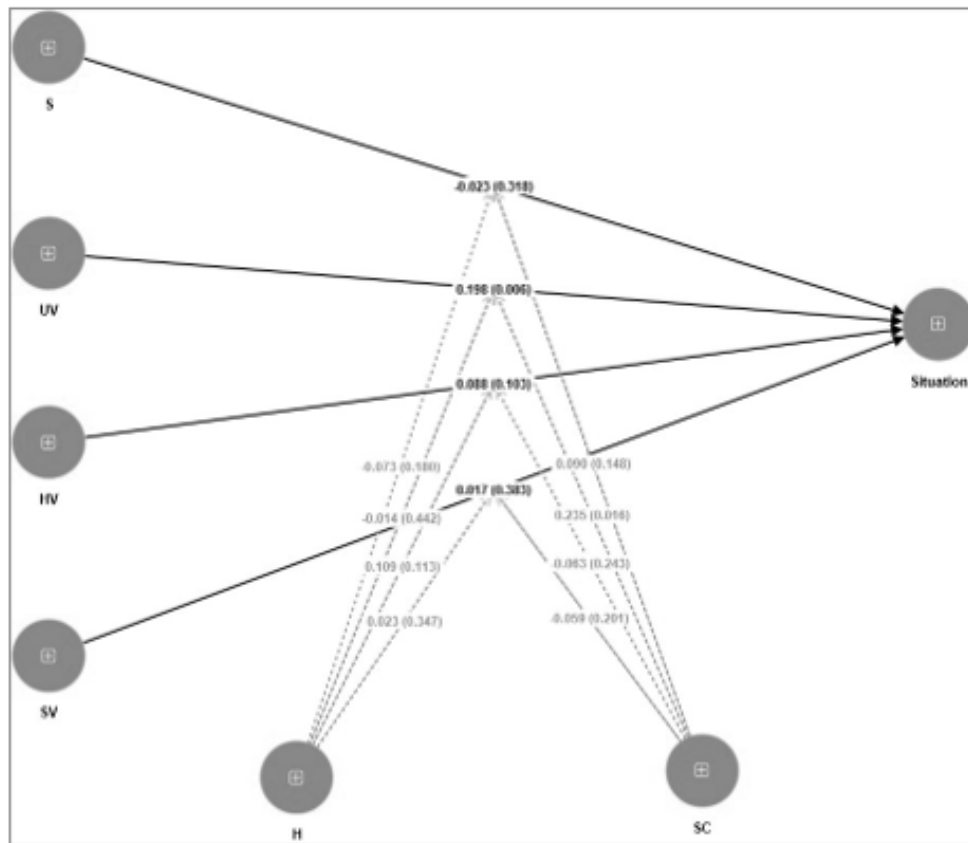 S
-0.023 (0.318)
UV
0.198 (0.006)
Situation
0.088 (0.103)
HV
-0.073 (0.180)
0.090 (0.148)
0.017 (0.383)
-0.014 (0.442)
0.235 (0.016)
0.109 (0.113)
-0.063 (0.243)
0.023 (0.347)
-0.059 (0.201)
SV
H
SC